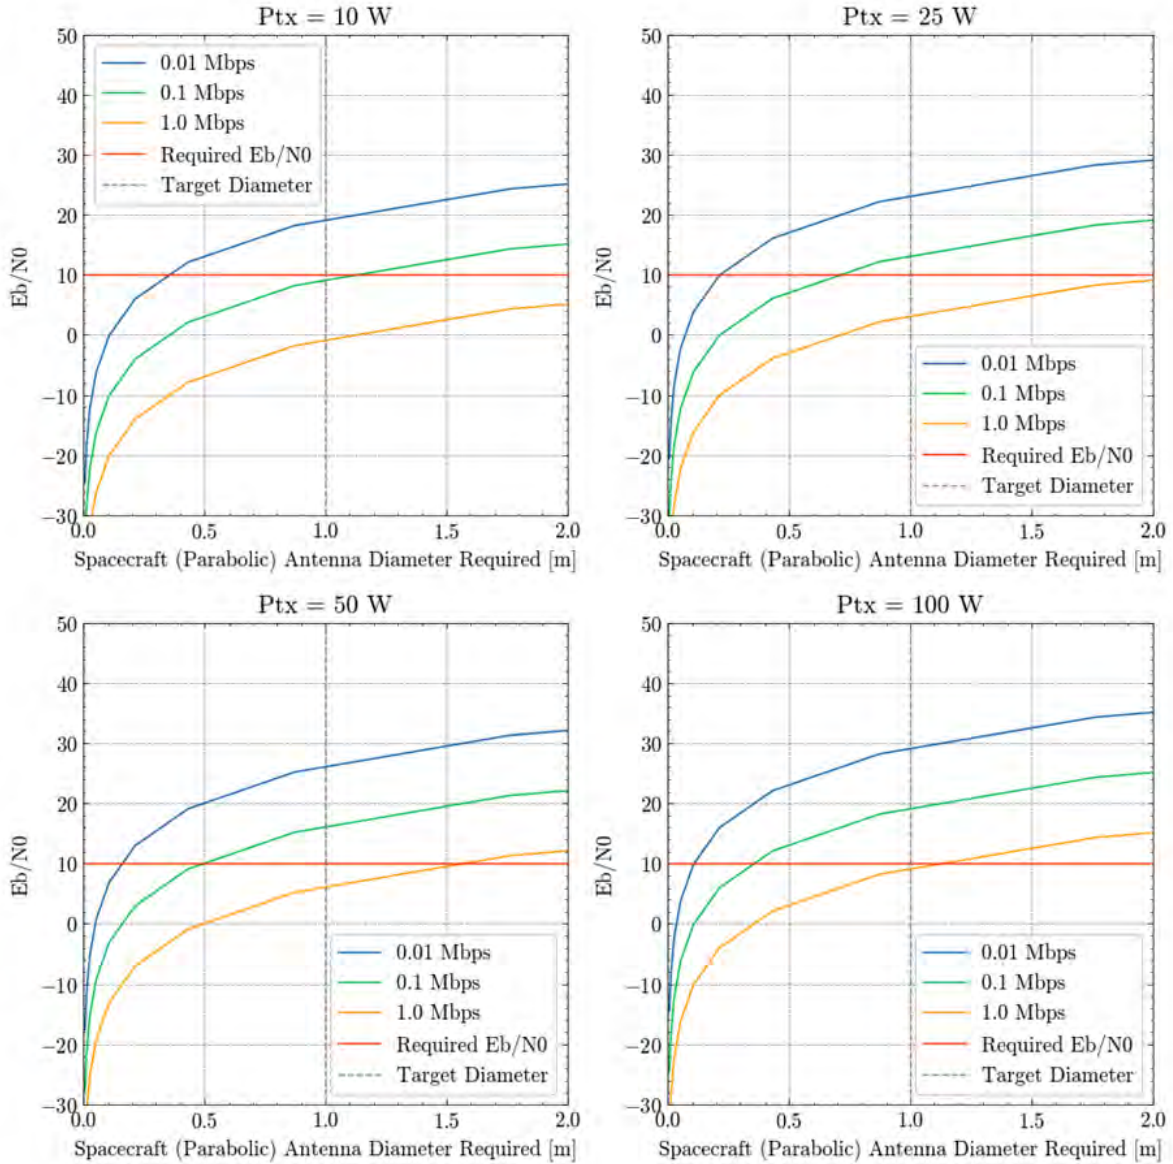 Ptx = 10 W
50
40
30
20
10
0
−10
−20
−30
Eb/N0
0.01 Mbps
0.1 Mbps
1.0 Mbps
Required Eb/N0
Target Diameter
0.0 0.5 1.0 1.5 2.0
Spacecraft (Parabolic) Antenna Diameter Required [m]
Ptx = 25 W
50
40
30
20
10
0
−10
−20
−30
Eb/N0
0.01 Mbps
0.1 Mbps
1.0 Mbps
Required Eb/N0
Target Diameter
0.0 0.5 1.0 1.5 2.0
Spacecraft (Parabolic) Antenna Diameter Required [m]
Ptx = 50 W
50
40
30
20
10
0
−10
−20
−30
Eb/N0
0.01 Mbps
0.1 Mbps
1.0 Mbps
Required Eb/N0
Target Diameter
0.0 0.5 1.0 1.5 2.0
Spacecraft (Parabolic) Antenna Diameter Required [m]
Ptx = 100 W
50
40
30
20
10
0
−10
−20
−30
Eb/N0
0.01 Mbps
0.1 Mbps
1.0 Mbps
Required Eb/N0
Target Diameter
0.0 0.5 1.0 1.5 2.0
Spacecraft (Parabolic) Antenna Diameter Required [m]